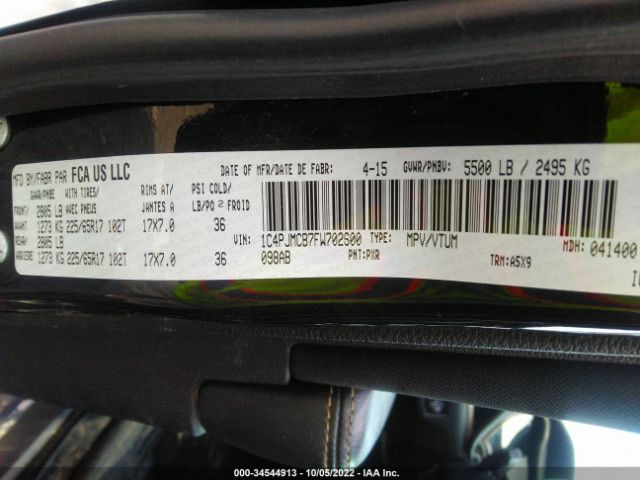 MFD BY/FABR PAR FCA US LLC
DATE OF MFR/DATE DE FABR: 4-15 GVWR/PNBV: 5500 LB / 2495 KG
GAWR/PNBE WITH TIRES/ RIMS AT/ PSI COLD/
FRONT/ 2805 LB AVEC PNEUS JANTES A LB/PO 2 FROID
AVANT 1273 KG 225/65R17 102T 17X7.0 36
REAR/ 2805 LB
ARRIERE 1273 KG 225/65R17 102T 17X7.0 36
VIN: 1C4PJMCB7FW702500 TYPE: MPV/VTUM MDH: 041400
098AB PNT:PXR TRM:A5X9
000-34544913 - 10/05/2022 - IAA Inc.